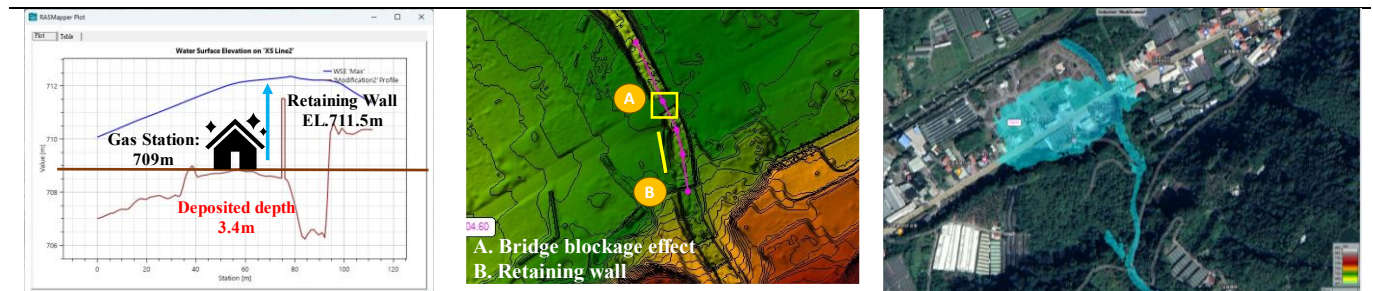 RASMapper Plot
Plot
Table
Water Surface Elevation on 'XS Line2'
WSE 'Max'
'Modification2' Profile
Retaining Wall
EL.711.5m
Gas Station:
709m
Deposited depth
3.4m
Value [m]
712
710
708
706
0
20
40
60
80
100
120
Station [m]
A
B
04.60
A. Bridge blockage effect
B. Retaining wall